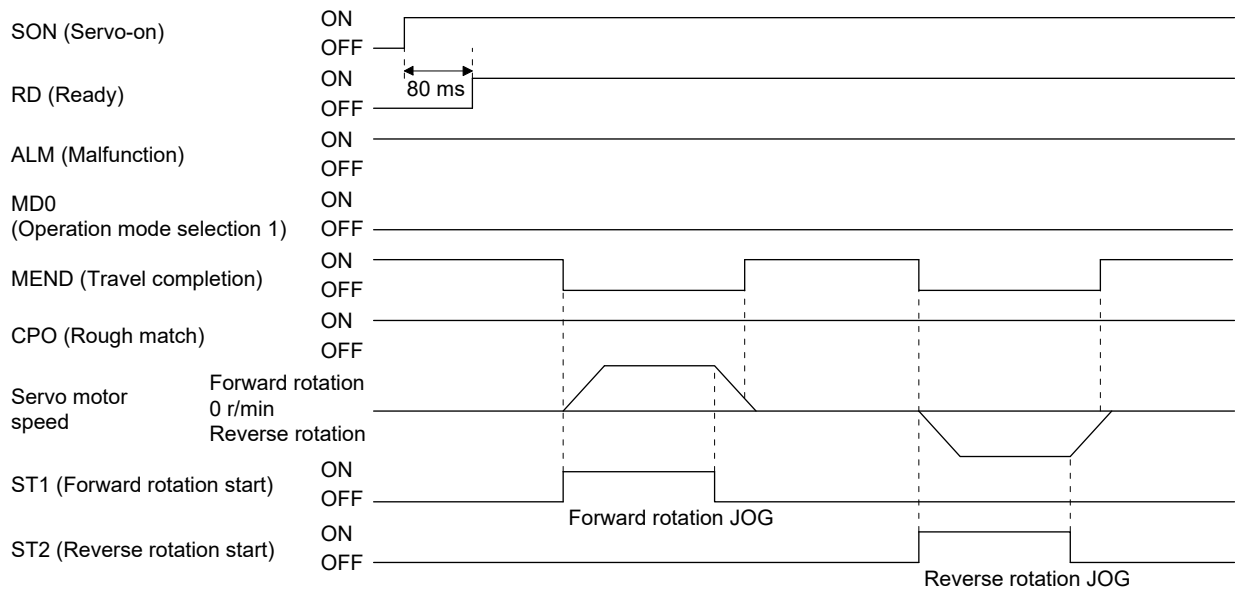 SON (Servo-on)
ON
OFF
80 ms
RD (Ready)
ON
OFF
ALM (Malfunction)
ON
OFF
MD0
(Operation mode selection 1)
ON
OFF
MEND (Travel completion)
ON
OFF
CPO (Rough match)
ON
OFF
Servo motor
speed
Forward rotation
0 r/min
Reverse rotation
ST1 (Forward rotation start)
ON
OFF
Forward rotation JOG
ST2 (Reverse rotation start)
ON
OFF
Reverse rotation JOG